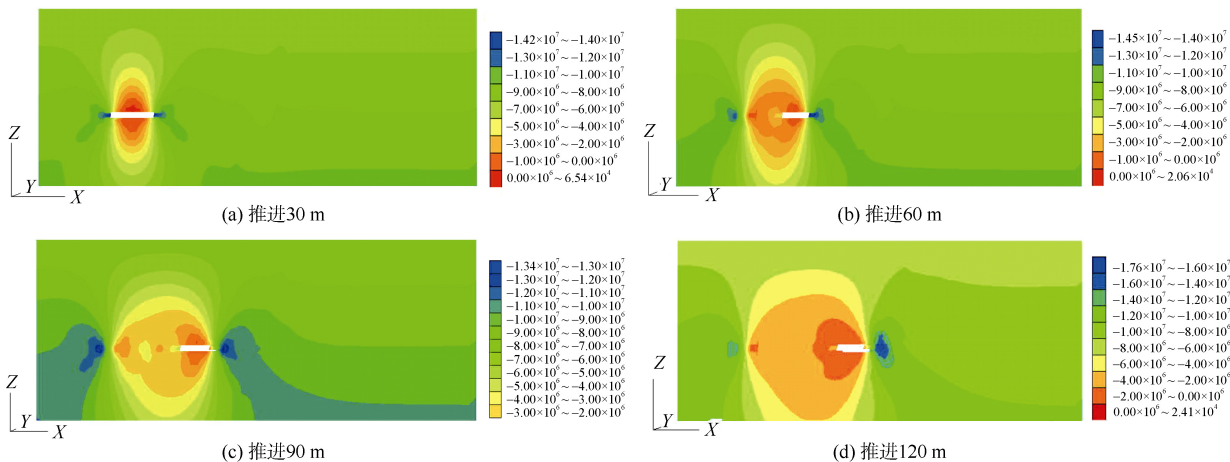 −1.42×10⁷~−1.40×10⁷
−1.30×10⁷~−1.20×10⁷
−1.10×10⁷~−1.00×10⁷
−9.00×10⁶~−8.00×10⁶
−7.00×10⁶~−6.00×10⁶
−5.00×10⁶~−4.00×10⁶
−3.00×10⁶~−2.00×10⁶
−1.00×10⁶~0.00×10⁶
0.00×10⁶~6.54×10⁴
Z
Y
X
(a) 推进30 m
−1.45×10⁷~−1.40×10⁷
−1.30×10⁷~−1.20×10⁷
−1.10×10⁷~−1.00×10⁷
−9.00×10⁶~−8.00×10⁶
−7.00×10⁶~−6.00×10⁶
−5.00×10⁶~−4.00×10⁶
−3.00×10⁶~−2.00×10⁶
−1.00×10⁶~0.00×10⁶
0.00×10⁶~2.06×10⁴
Z
Y
X
(b) 推进60 m
−1.34×10⁷~−1.30×10⁷
−1.30×10⁷~−1.20×10⁷
−1.20×10⁷~−1.10×10⁷
−1.10×10⁷~−1.00×10⁷
−1.00×10⁷~−9.00×10⁶
−9.00×10⁶~−8.00×10⁶
−8.00×10⁶~−7.00×10⁶
−7.00×10⁶~−6.00×10⁶
−6.00×10⁶~−5.00×10⁶
−5.00×10⁶~−4.00×10⁶
−4.00×10⁶~−3.00×10⁶
−3.00×10⁶~−2.00×10⁶
Z
Y
X
(c) 推进90 m
−1.76×10⁷~−1.60×10⁷
−1.60×10⁷~−1.40×10⁷
−1.40×10⁷~−1.20×10⁷
−1.20×10⁷~−1.00×10⁷
−1.00×10⁷~−8.00×10⁶
−8.00×10⁶~−6.00×10⁶
−6.00×10⁶~−4.00×10⁶
−4.00×10⁶~−2.00×10⁶
−2.00×10⁶~0.00×10⁶
0.00×10⁶~2.41×10⁴
Z
Y
X
(d) 推进120 m